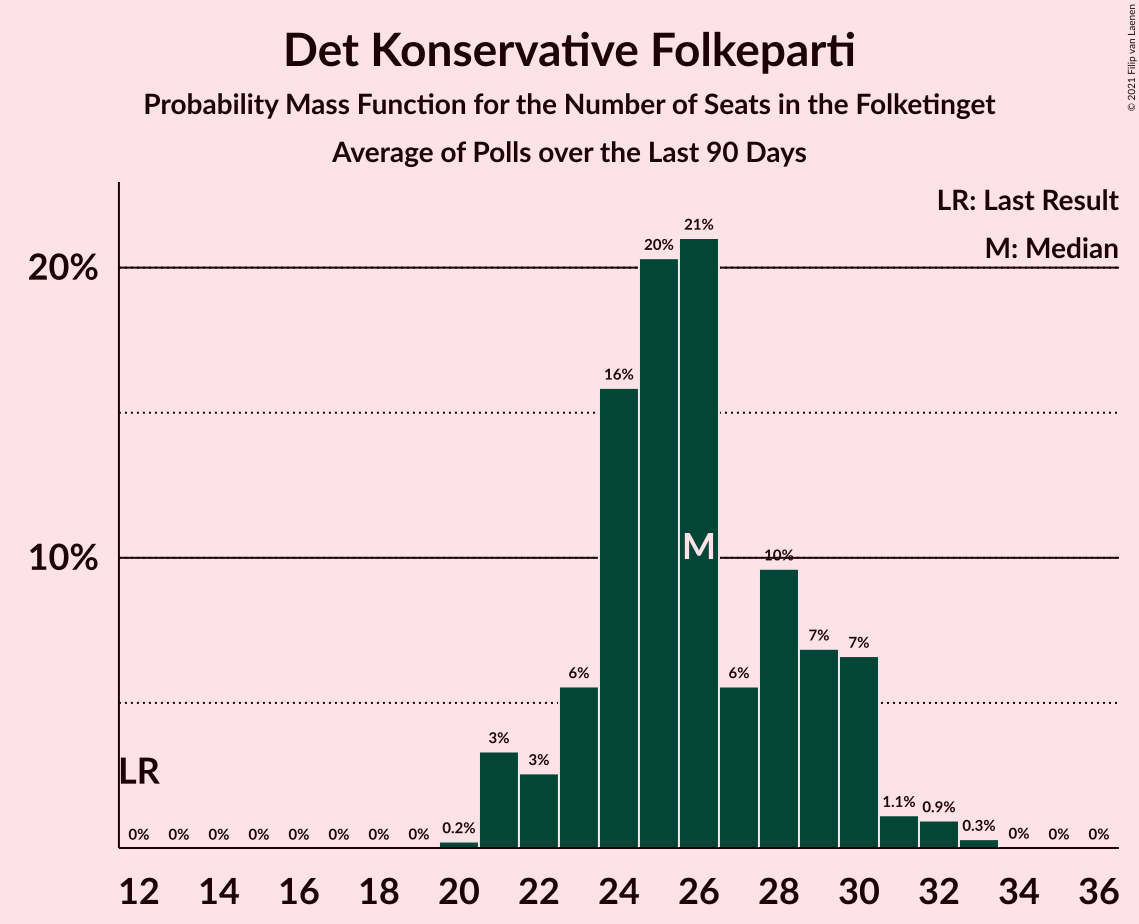 Det Konservative Folkeparti
Probability Mass Function for the Number of Seats in the Folketinget
Average of Polls over the Last 90 Days
© 2021 Filip van Laenen
LR: Last Result
M: Median
20%
10%
LR
M
0% 0% 0% 0% 0% 0% 0% 0% 0.2% 3% 3% 6% 16% 20% 21% 6% 10% 7% 7% 1.1% 0.9% 0.3% 0% 0% 0%
12 14 16 18 20 22 24 26 28 30 32 34 36